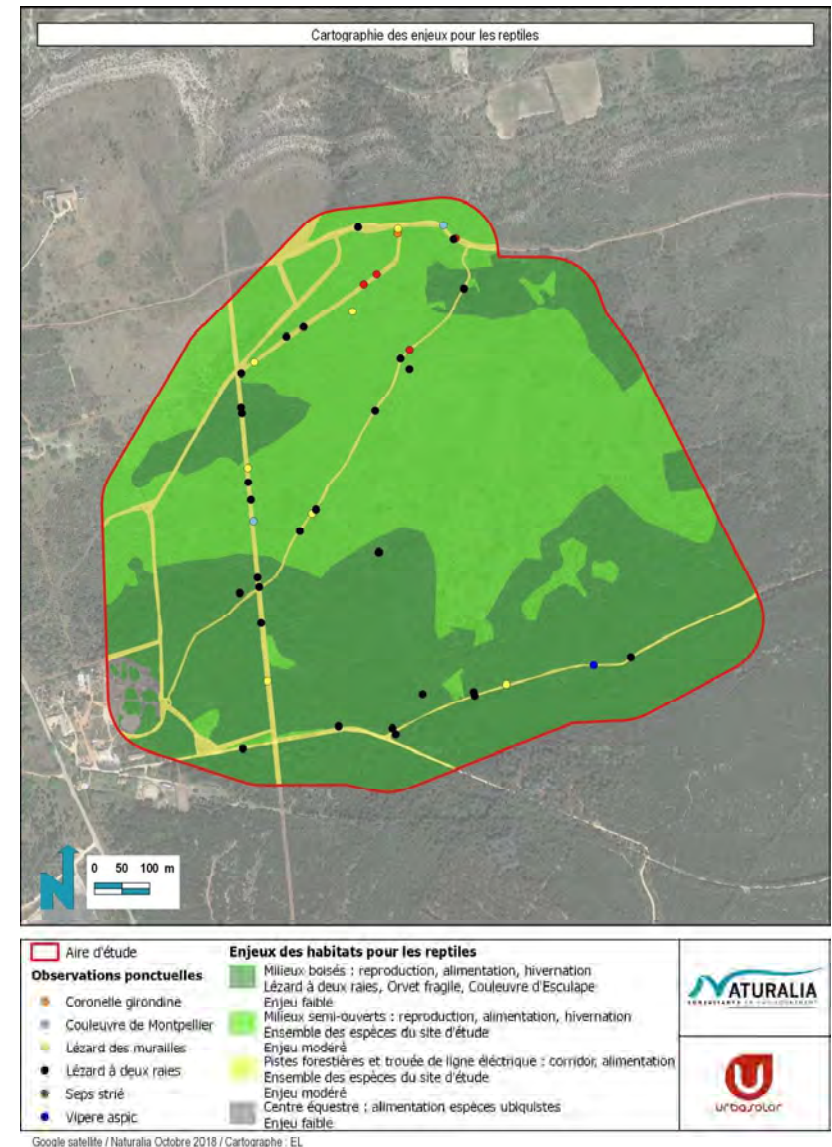 Cartographie des enjeux pour les reptiles
N
0 50 100 m
Aire d'étude
Observations ponctuelles
Coronelle girondine
Couleuvre de Montpellier
Lézard des murailles
Lézard à deux raies
Seps strié
Vipere aspic
Enjeux des habitats pour les reptiles
Milieux boisés : reproduction, alimentation, hivernation
Lézard à deux raies, Orvet fragile, Couleuvre d'Esculape
Enjeu faible
Milieux semi-ouverts : reproduction, alimentation, hivernation
Ensemble des espèces du site d'étude
Enjeu modéré
Pistes forestières et trouée de ligne électrique : corridor, alimentation
Ensemble des espèces du site d'étude
Enjeu modéré
Centre équestre : alimentation espèces ubiquistes
Enjeu faible
NATURALIA
CONSULTANTS EN ENVIRONNEMENT
urbasolar
Google satellite / Naturalia Octobre 2018 / Cartographe : EL